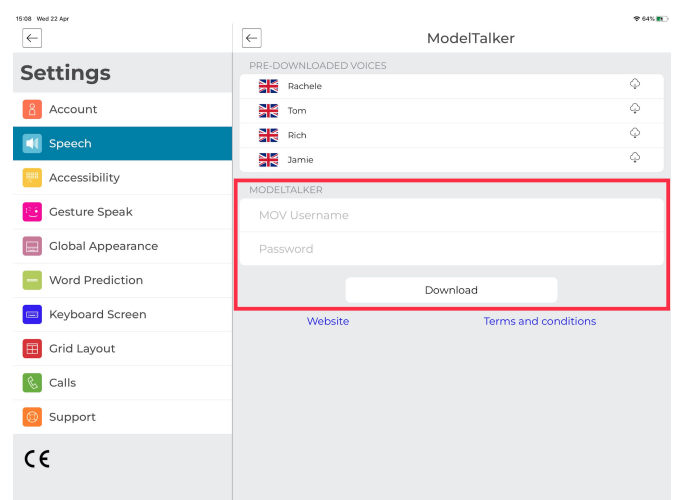 15:08 Wed 22 Apr
64%
Settings
Account
Speech
Accessibility
Gesture Speak
Global Appearance
Word Prediction
Keyboard Screen
Grid Layout
Calls
Support
CE
ModelTalker
PRE-DOWNLOADED VOICES
Rachele
Tom
Rich
Jamie
MODELTALKER
MOV Username
Password
Download
Website Terms and conditions